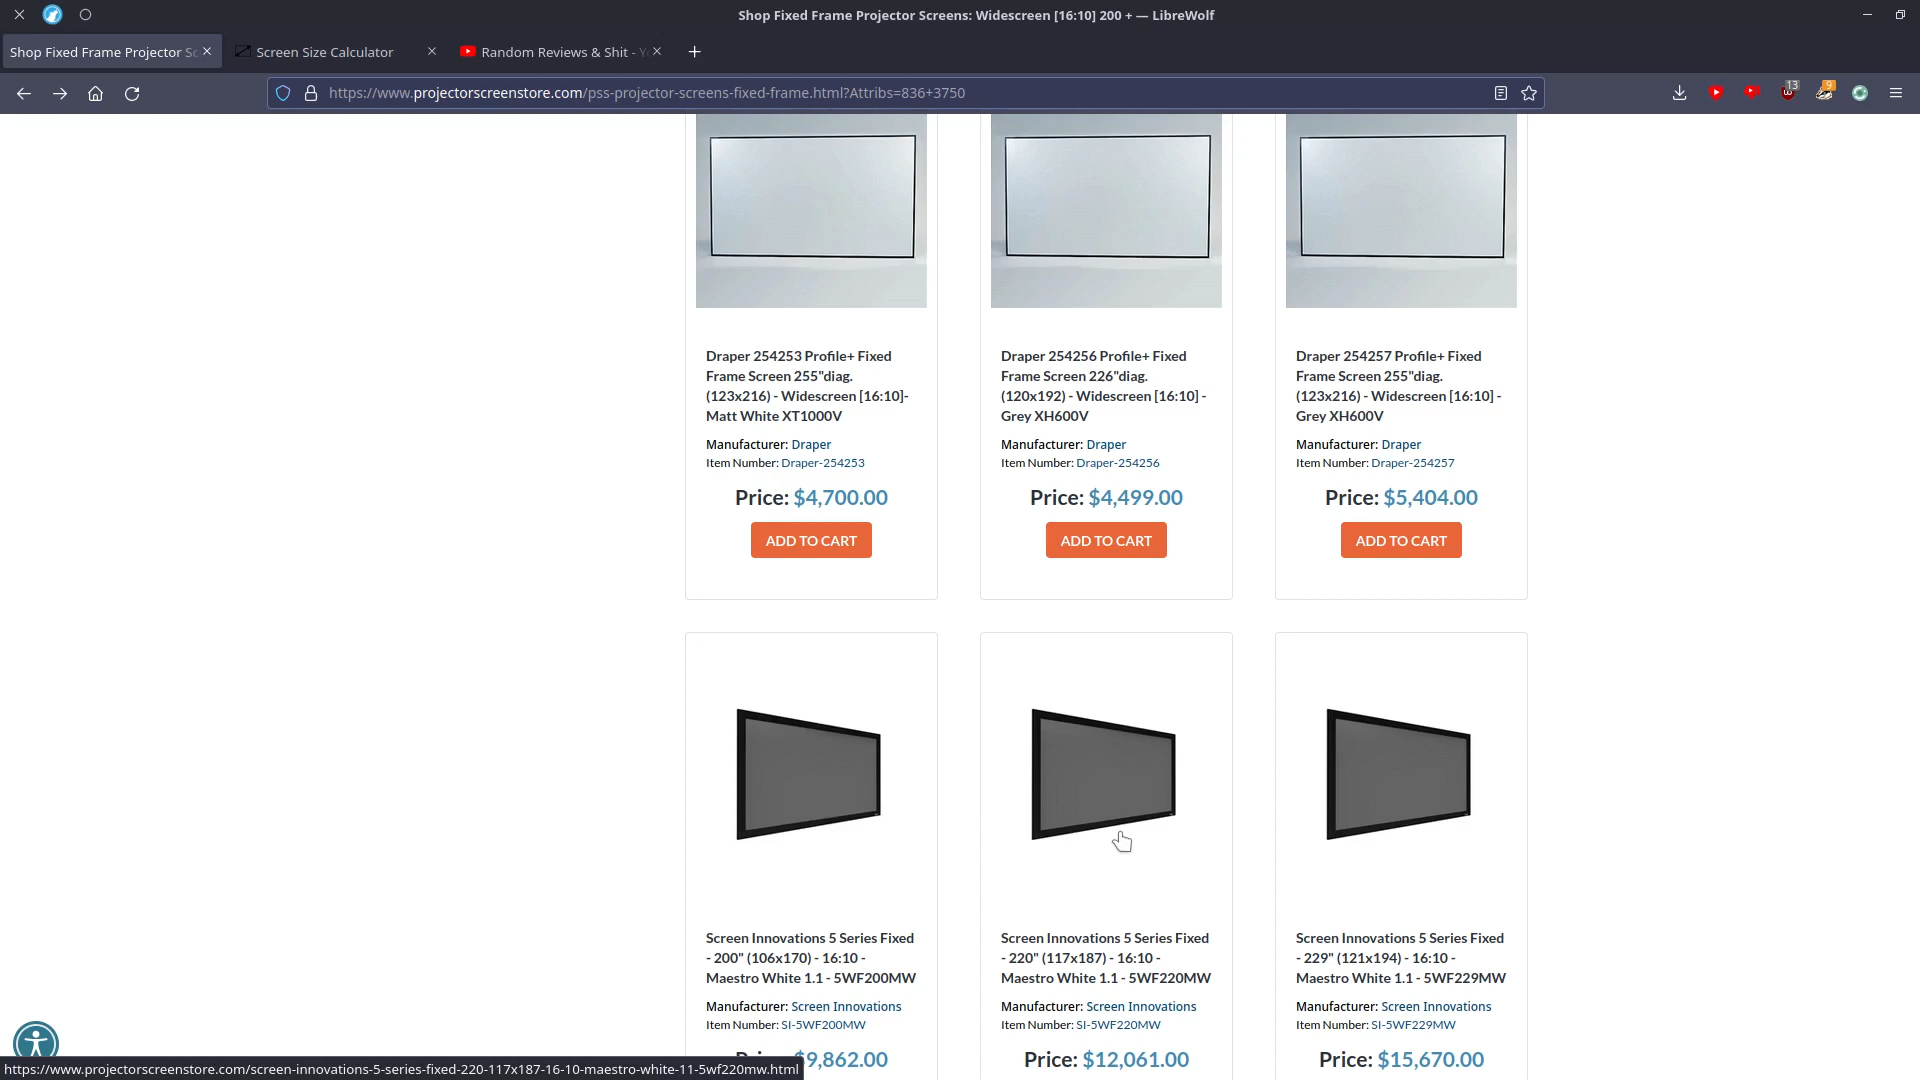 Shop Fixed Frame Projector Screens: Widescreen [16:10] 200 + — LibreWolf
Shop Fixed Frame Projector Sc
Screen Size Calculator
Random Reviews & Shit - Y
https://www.projectorscreenstore.com/pss-projector-screens-fixed-frame.html?Attribs=836+3750
13
9
Draper 254253 Profile+ Fixed
Frame Screen 255"diag.
(123x216) - Widescreen [16:10]-
Matt White XT1000V
Manufacturer: Draper
Item Number: Draper-254253
Price: $4,700.00
ADD TO CART
Draper 254256 Profile+ Fixed
Frame Screen 226"diag.
(120x192) - Widescreen [16:10] -
Grey XH600V
Manufacturer: Draper
Item Number: Draper-254256
Price: $4,499.00
ADD TO CART
Draper 254257 Profile+ Fixed
Frame Screen 255"diag.
(123x216) - Widescreen [16:10] -
Grey XH600V
Manufacturer: Draper
Item Number: Draper-254257
Price: $5,404.00
ADD TO CART
Screen Innovations 5 Series Fixed
- 200" (106x170) - 16:10 -
Maestro White 1.1 - 5WF200MW
Manufacturer: Screen Innovations
Item Number: SI-5WF200MW
Price: $9,862.00
Screen Innovations 5 Series Fixed
- 220" (117x187) - 16:10 -
Maestro White 1.1 - 5WF220MW
Manufacturer: Screen Innovations
Item Number: SI-5WF220MW
Price: $12,061.00
Screen Innovations 5 Series Fixed
- 229" (121x194) - 16:10 -
Maestro White 1.1 - 5WF229MW
Manufacturer: Screen Innovations
Item Number: SI-5WF229MW
Price: $15,670.00
https://www.projectorscreenstore.com/screen-innovations-5-series-fixed-220-117x187-16-10-maestro-white-11-5wf220mw.html